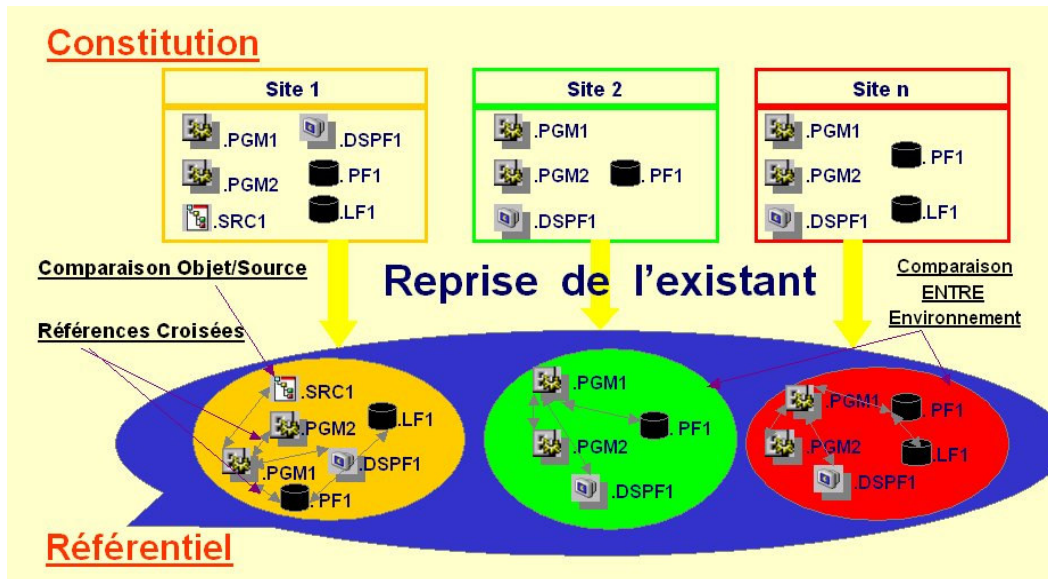 Constitution
Site 1
.PGM1
.DSPF1
.PGM2
. PF1
.SRC1
.LF1
Site 2
.PGM1
.PGM2
. PF1
.DSPF1
Site n
.PGM1
. PF1
.PGM2
.DSPF1
.LF1
Comparaison Objet/Source
Références Croisées
Reprise de l'existant
Comparaison
ENTRE
Environnement
.SRC1
.PGM2
.LF1
.PGM1
.DSPF1
. PF1
.PGM1
. PF1
.PGM2
.DSPF1
.PGM1
. PF1
.PGM2
.LF1
.DSPF1
Référentiel